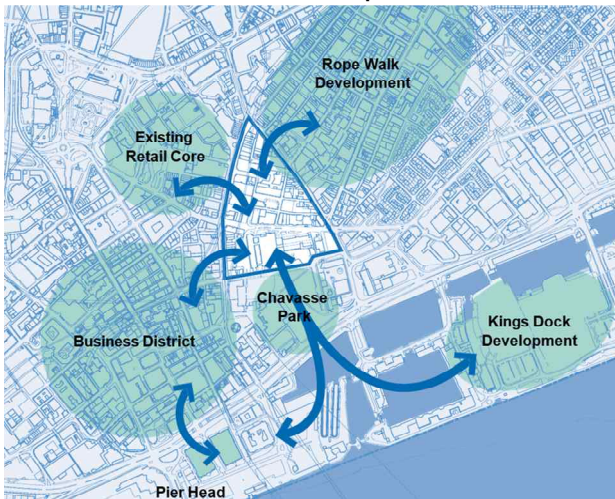 Rope Walk
Development
Existing
Retail Core
Chavasse
Park
Business District
Kings Dock
Development
Pier Head